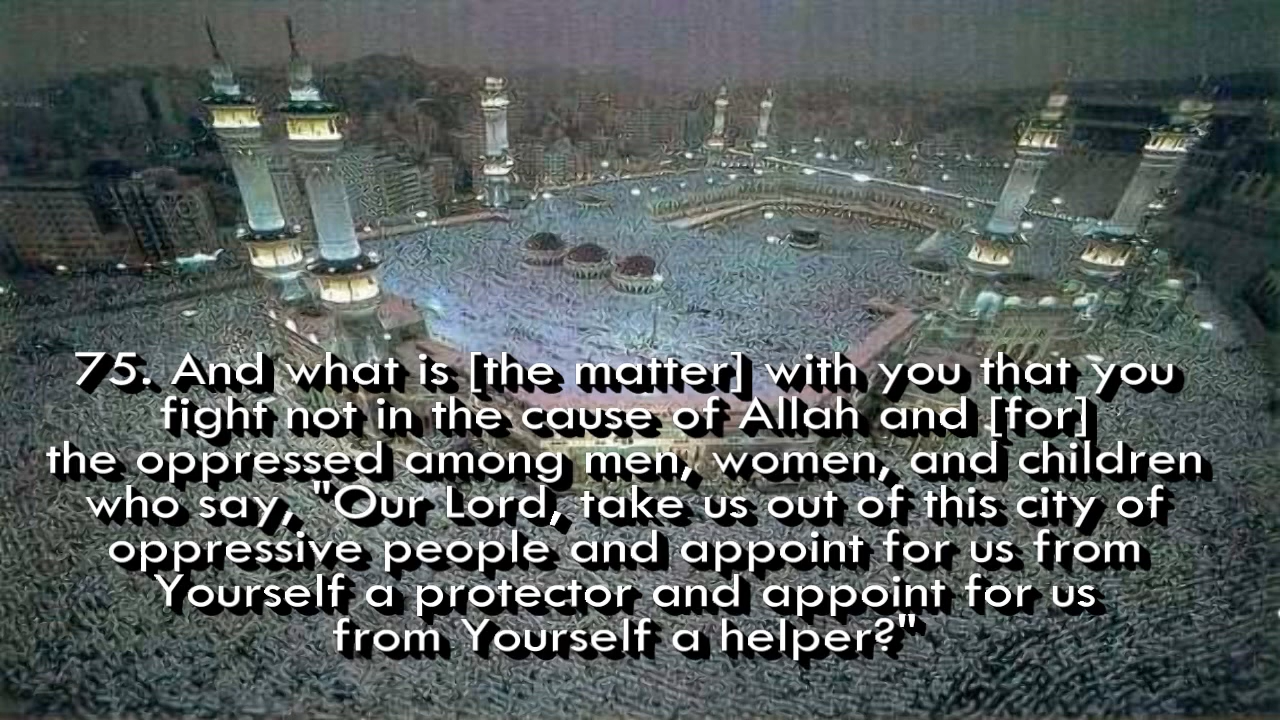 75. And what is [the matter] with you that you
fight not in the cause of Allah and [for]
the oppressed among men, women, and children
who say, "Our Lord, take us out of this city of
oppressive people and appoint for us from
Yourself a protector and appoint for us
from Yourself a helper?"